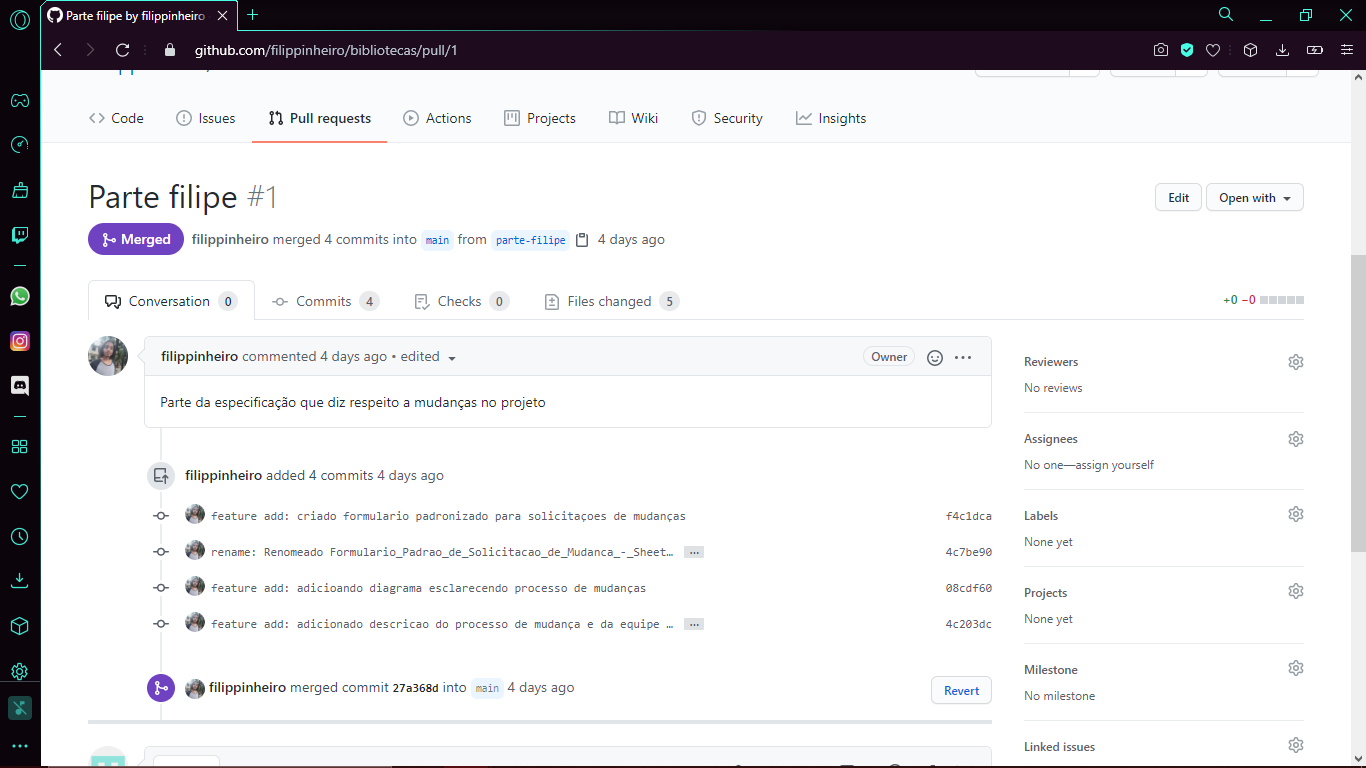 Parte filipe by filippinheiro
github.com/filippinheiro/bibliotecas/pull/1
Code Issues Pull requests Actions Projects Wiki Security Insights
Parte filipe #1
Edit Open with
Merged filippinheiro merged 4 commits into main from parte-filipe 4 days ago
Conversation 0 Commits 4 Checks 0 Files changed 5
+0 −0
filippinheiro commented 4 days ago • edited
Owner
Parte da especificação que diz respeito a mudanças no projeto
filippinheiro added 4 commits 4 days ago
feature add: criado formulario padronizado para solicitaçoes de mudanças f4c1dca
rename: Renomeado Formulario_Padrao_de_Solicitacao_de_Mudanca_-_Sheet… … 4c7be90
feature add: adicioando diagrama esclarecendo processo de mudanças 08cdf60
feature add: adicionado descricao do processo de mudança e da equipe … … 4c203dc
filippinheiro merged commit 27a368d into main 4 days ago
Revert
Reviewers
No reviews
Assignees
No one—assign yourself
Labels
None yet
Projects
None yet
Milestone
No milestone
Linked issues